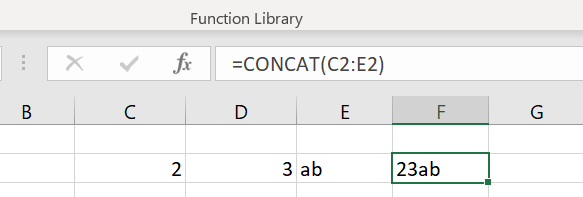 Function Library
fx =CONCAT(C2:E2)
B C D E F G
2 3 ab 23ab